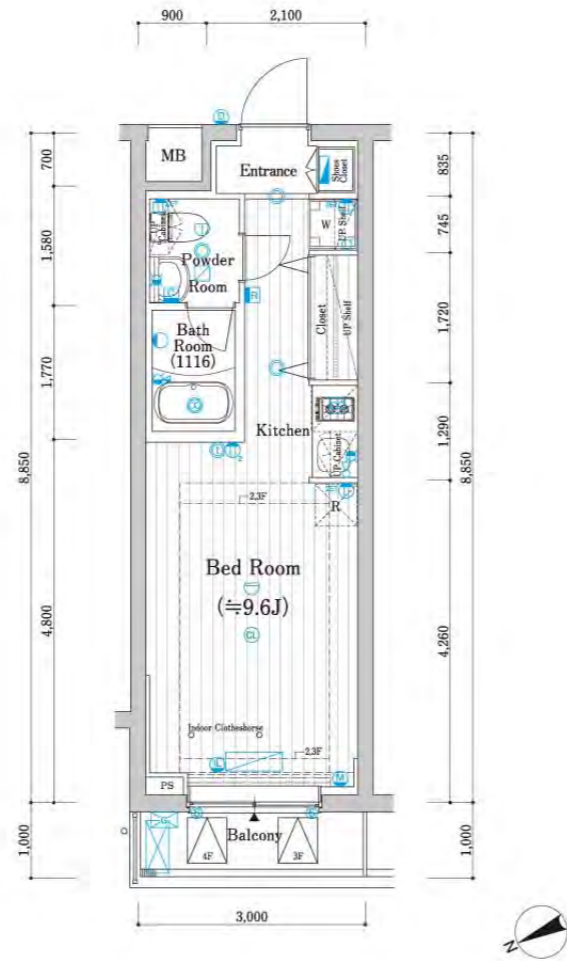 900
2,100
700
1,580
1,770
8,850
4,800
1,000
835
745
1,720
1,290
8,850
4,260
1,000
MB
Entrance
Shoes
Closet
UP
Cabinet
W
UP Shelf
Powder
Room
R
Closet
UP Shelf
Bath
Room
(1116)
Kitchen
UP Cabinet
R
2,3F
Bed Room
(≒9.6J)
CL
Indoor Clotheshorse
2,3F
M
PS
Balcony
4F
3F
3,000
N